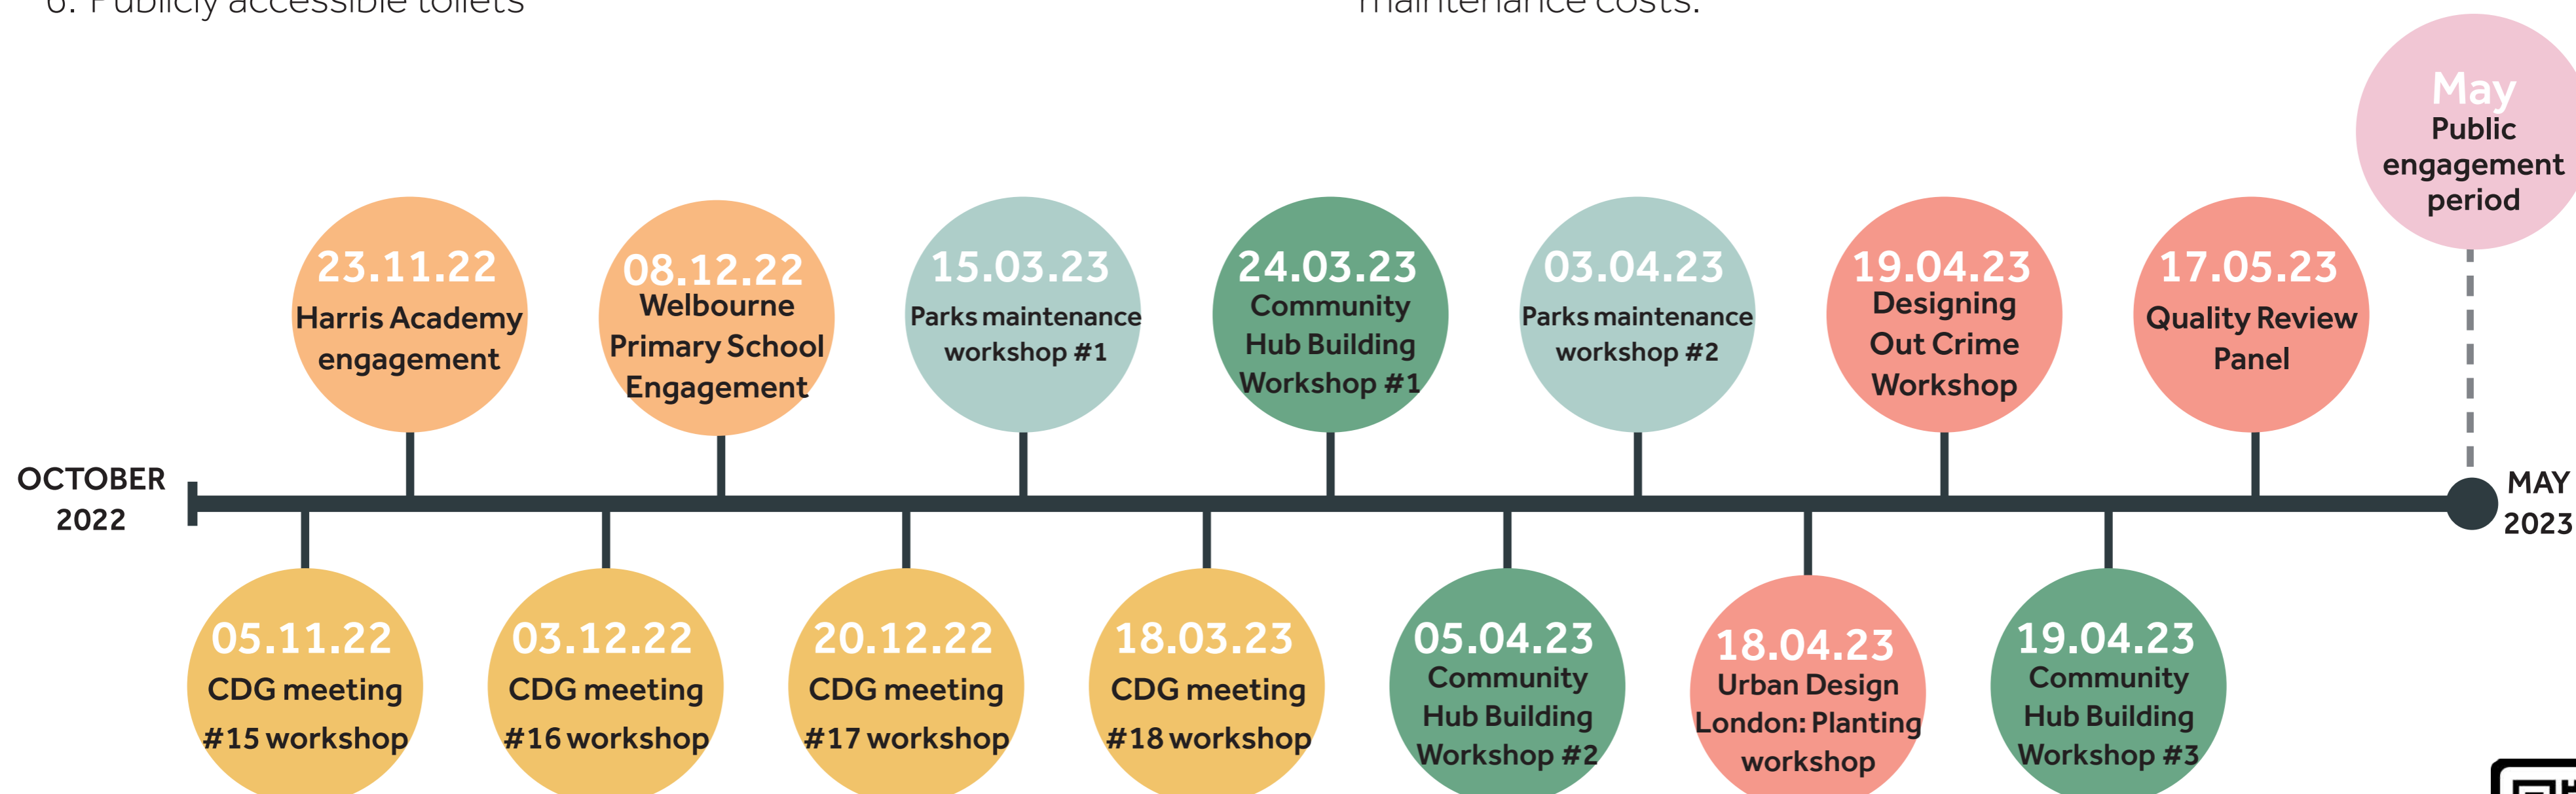 6. Publicly accessible toilets
maintenance costs.
May
Public
engagement
period
23.11.22
Harris Academy
engagement
08.12.22
Welbourne
Primary School
Engagement
15.03.23
Parks maintenance
workshop #1
24.03.23
Community
Hub Building
Workshop #1
03.04.23
Parks maintenance
workshop #2
19.04.23
Designing
Out Crime
Workshop
17.05.23
Quality Review
Panel
OCTOBER
2022
MAY
2023
05.11.22
CDG meeting
#15 workshop
03.12.22
CDG meeting
#16 workshop
20.12.22
CDG meeting
#17 workshop
18.03.23
CDG meeting
#18 workshop
05.04.23
Community
Hub Building
Workshop #2
18.04.23
Urban Design
London: Planting
workshop
19.04.23
Community
Hub Building
Workshop #3